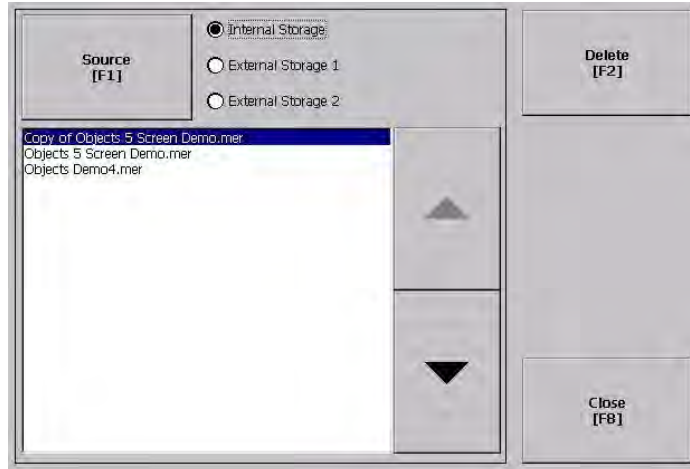 Source
[F1]
Internal Storage
External Storage 1
External Storage 2
Delete
[F2]
Copy of Objects 5 Screen Demo.mer
Objects 5 Screen Demo.mer
Objects Demo4.mer
Close
[F8]